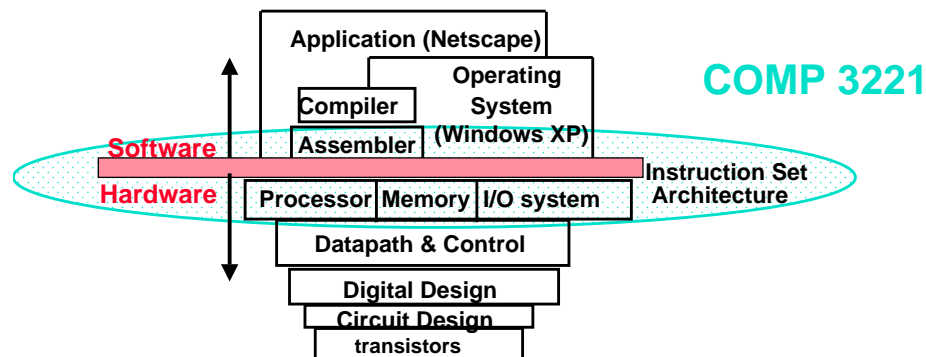 Application (Netscape)
COMP 3221
Operating
System
(Windows XP)
Compiler
Assembler
Software
Hardware
Instruction Set
Architecture
Processor Memory I/O system
Datapath & Control
Digital Design
Circuit Design
transistors